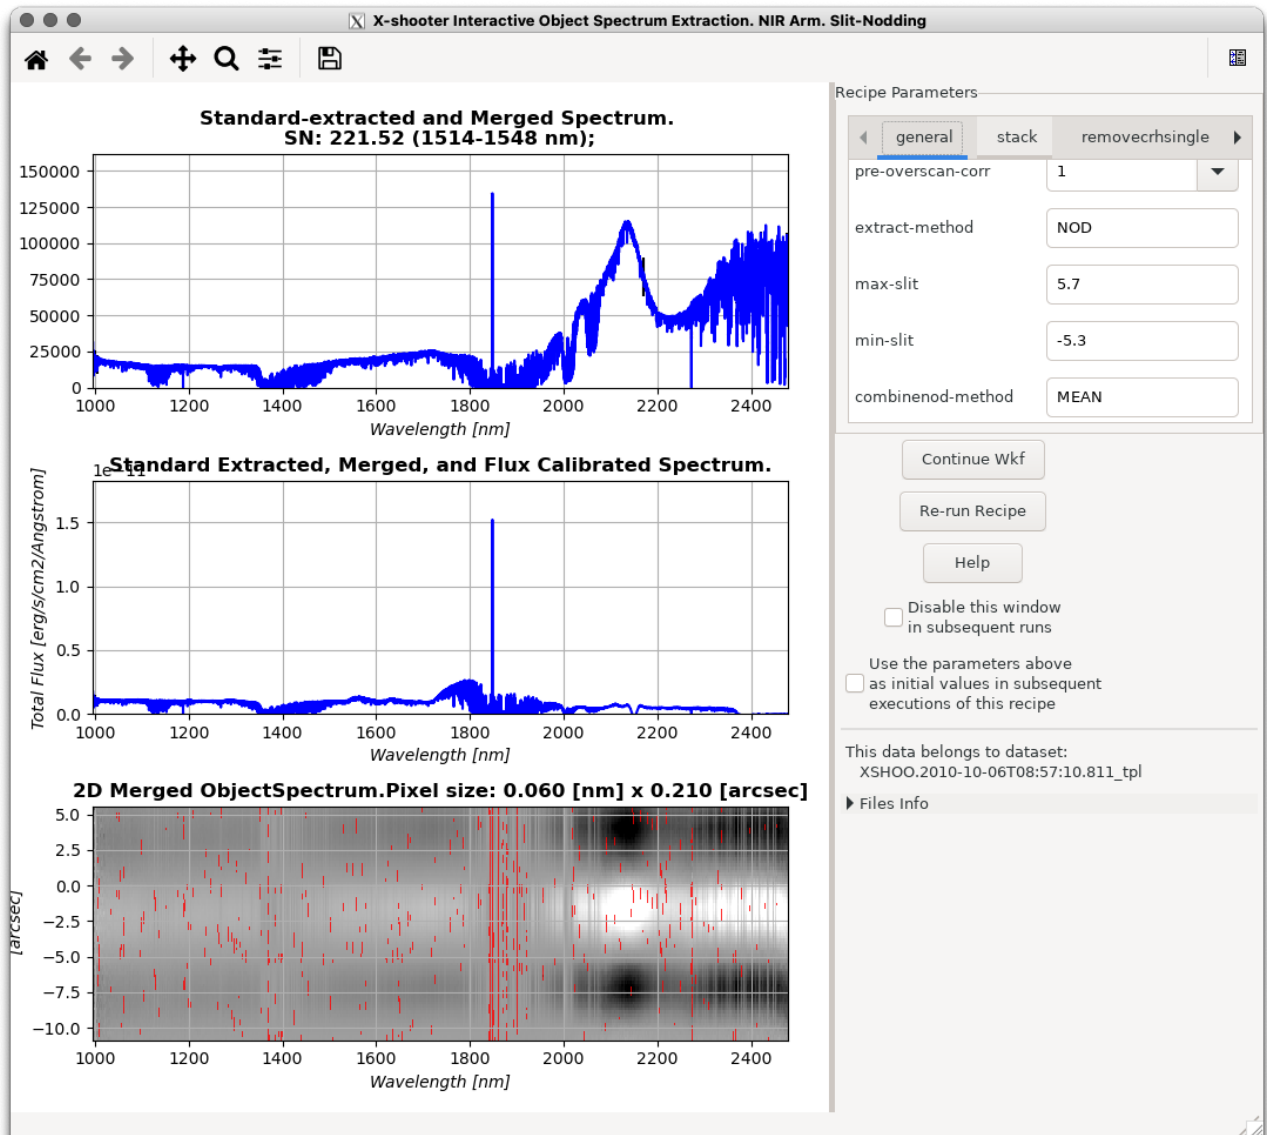 X-shooter Interactive Object Spectrum Extraction. NIR Arm. Slit-Nodding
Standard-extracted and Merged Spectrum.
SN: 221.52 (1514-1548 nm);
150000
125000
100000
75000
50000
25000
0
1000 1200 1400 1600 1800 2000 2200 2400
Wavelength [nm]
1e−11
Standard Extracted, Merged, and Flux Calibrated Spectrum.
Total Flux [erg/s/cm2/Angstrom]
1.5
1.0
0.5
0.0
1000 1200 1400 1600 1800 2000 2200 2400
Wavelength [nm]
2D Merged ObjectSpectrum.Pixel size: 0.060 [nm] x 0.210 [arcsec]
[arcsec]
5.0
2.5
0.0
−2.5
−5.0
−7.5
−10.0
1000 1200 1400 1600 1800 2000 2200 2400
Wavelength [nm]
Recipe Parameters
general stack removecrhsingle
pre-overscan-corr 1
extract-method NOD
max-slit 5.7
min-slit -5.3
combinenod-method MEAN
Continue Wkf
Re-run Recipe
Help
Disable this window
in subsequent runs
Use the parameters above
as initial values in subsequent
executions of this recipe
This data belongs to dataset:
XSHOO.2010-10-06T08:57:10.811_tpl
Files Info